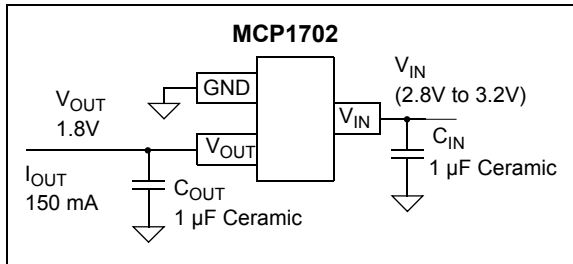 MCP1702
GND
V_IN
(2.8V to 3.2V)
V_OUT
1.8V
V_IN
V_OUT
C_IN
1 µF Ceramic
I_OUT
150 mA
C_OUT
1 µF Ceramic